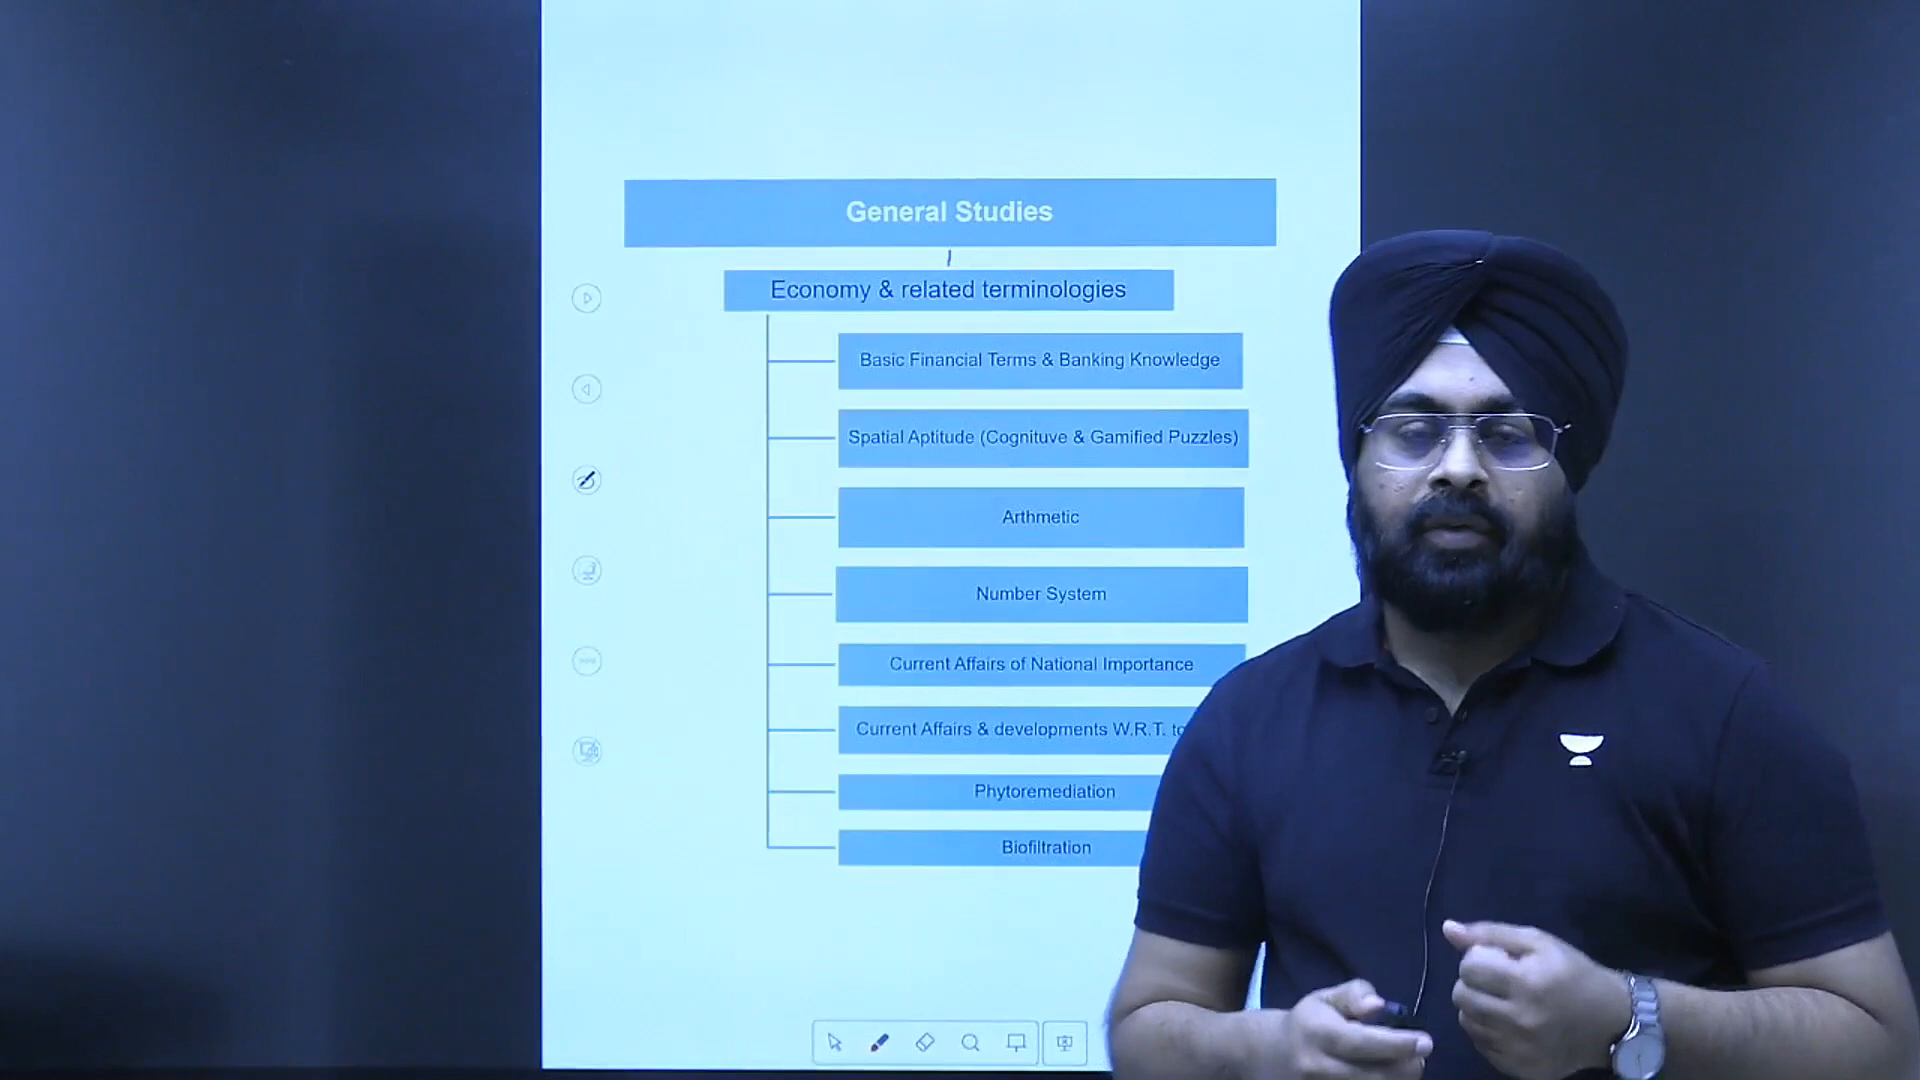 General Studies
Economy & related terminologies
Basic Financial Terms & Banking Knowledge
Spatial Aptitude (Cognituve & Gamified Puzzles)
Arthmetic
Number System
Current Affairs of National Importance
Current Affairs & developments W.R.T. to
Phytoremediation
Biofiltration